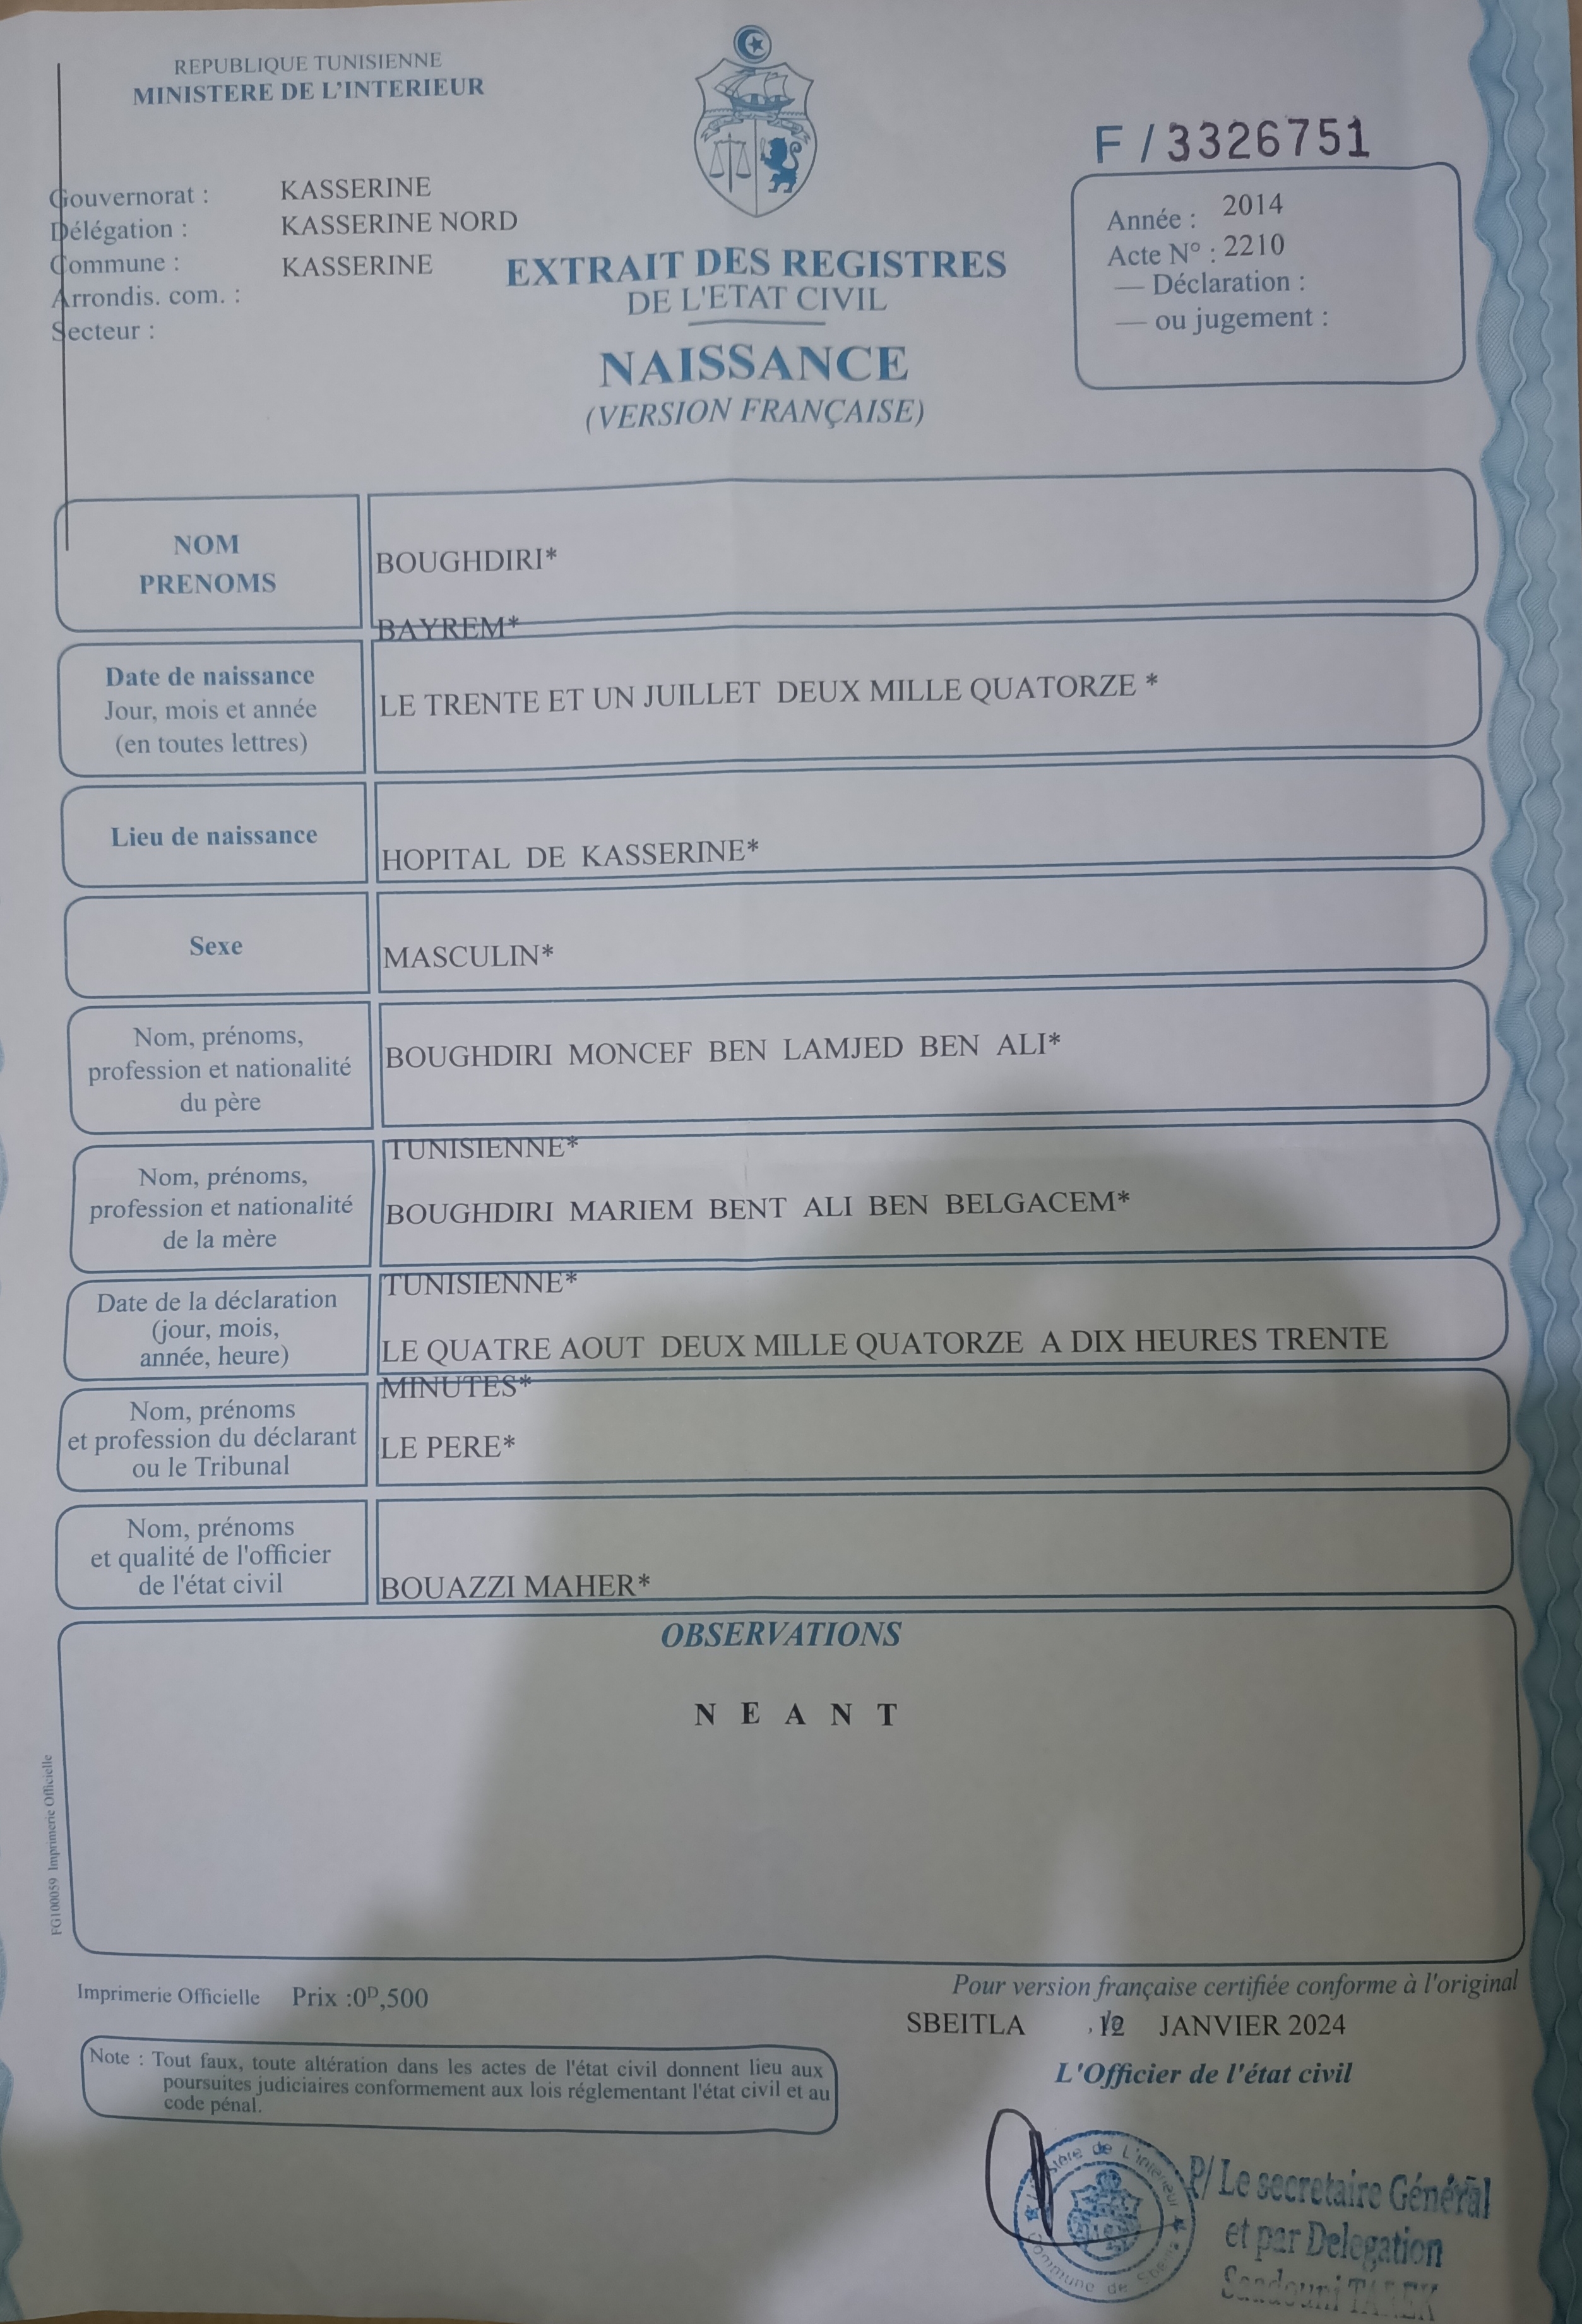 REPUBLIQUE TUNISIENNE
MINISTERE DE L'INTERIEUR
F / 3326751
Gouvernorat : KASSERINE
Délégation : KASSERINE NORD
Commune : KASSERINE
Arrondis. com. :
Secteur :
Année : 2014
Acte N° : 2210
— Déclaration :
— ou jugement :
EXTRAIT DES REGISTRES
DE L'ETAT CIVIL
NAISSANCE
(VERSION FRANÇAISE)
NOM
PRENOMS
BOUGHDIRI*
BAYREM*
Date de naissance
Jour, mois et année
(en toutes lettres)
LE TRENTE ET UN JUILLET DEUX MILLE QUATORZE *
Lieu de naissance
HOPITAL DE KASSERINE*
Sexe
MASCULIN*
Nom, prénoms,
profession et nationalité
du père
BOUGHDIRI MONCEF BEN LAMJED BEN ALI*
TUNISIENNE*
Nom, prénoms,
profession et nationalité
de la mère
BOUGHDIRI MARIEM BENT ALI BEN BELGACEM*
TUNISIENNE*
Date de la déclaration
(jour, mois,
année, heure)
LE QUATRE AOUT DEUX MILLE QUATORZE A DIX HEURES TRENTE
MINUTES*
Nom, prénoms
et profession du déclarant
ou le Tribunal
LE PERE*
Nom, prénoms
et qualité de l'officier
de l'état civil
BOUAZZI MAHER*
OBSERVATIONS
N E A N T
FG100059 Imprimerie Officielle
Imprimerie Officielle Prix :0ᴰ,500
Pour version française certifiée conforme à l'original
SBEITLA JANVIER 2024
L'Officier de l'état civil
Note : Tout faux, toute altération dans les actes de l'état civil donnent lieu aux
poursuites judiciaires conformement aux lois réglementant l'état civil et au
code pénal.
de L'Interieur
Commune de
P/ Le secretaire Général
et par Delegation
Saadouni TAREK